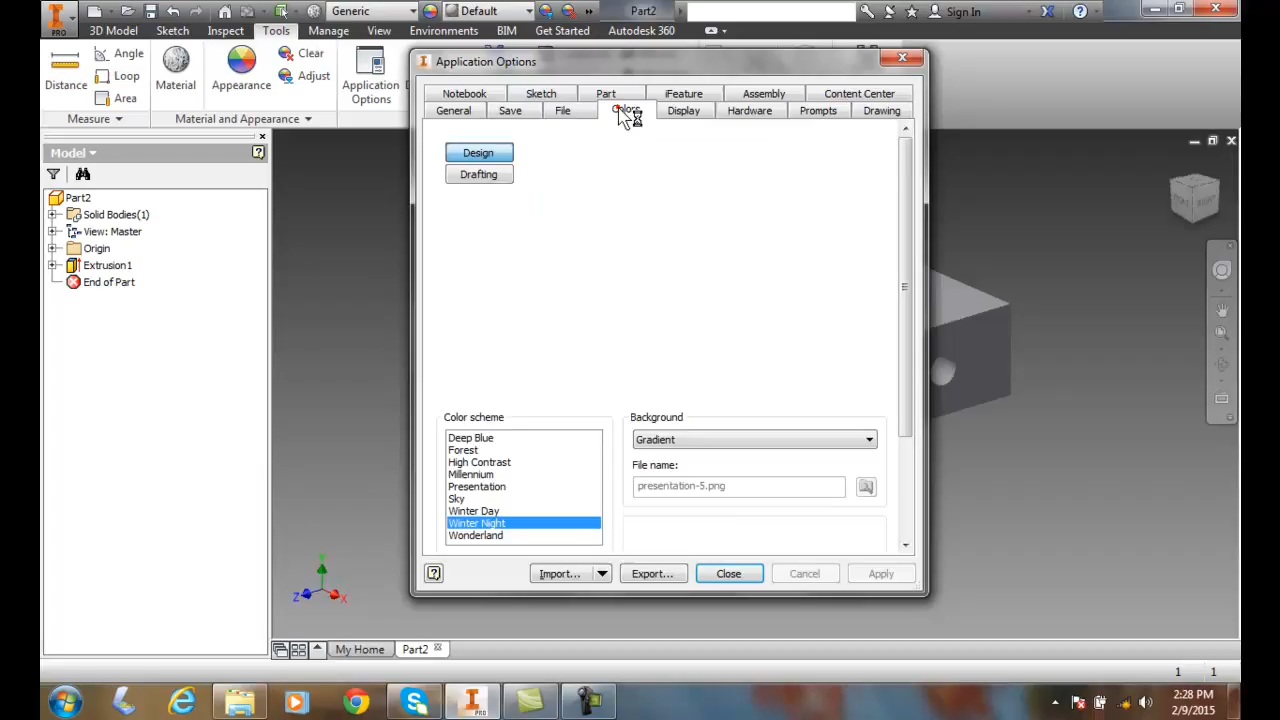 Generic
Default
Part2
Sign In
PRO
3D Model Sketch Inspect Tools Manage View Environments BIM Get Started Autodesk 360
Distance
Angle
Loop
Area
Material
Appearance
Clear
Adjust
Application
Options
Measure
Material and Appearance
Application Options
Notebook Sketch Part iFeature Assembly Content Center
General Save File Colors Display Hardware Prompts Drawing
Model
Part2
Solid Bodies(1)
View: Master
Origin
Extrusion1
End of Part
Design
Drafting
Color scheme
Deep Blue
Forest
High Contrast
Millennium
Presentation
Sky
Winter Day
Winter Night
Wonderland
Background
Gradient
File name:
presentation-5.png
Import... Export... Close Cancel Apply
Y
Z
X
My Home
Part2
1 1
PRO
2:28 PM
2/9/2015